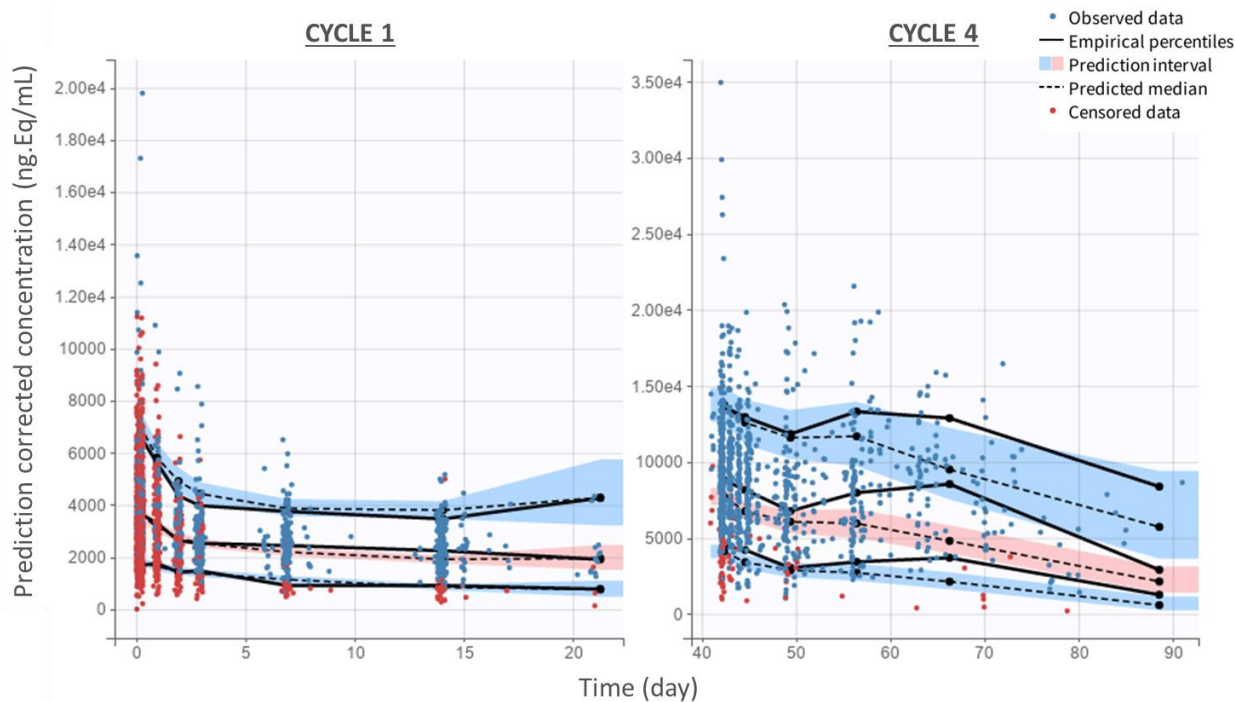 CYCLE 1
CYCLE 4
Observed data
Empirical percentiles
Prediction interval
Predicted median
Censored data
Prediction corrected concentration (ng.Eq/mL)
2.00e4
1.80e4
1.60e4
1.40e4
1.20e4
10000
8000
6000
4000
2000
0
0 5 10 15 20
3.50e4
3.00e4
2.50e4
2.00e4
1.50e4
10000
5000
0
40 50 60 70 80 90
Time (day)